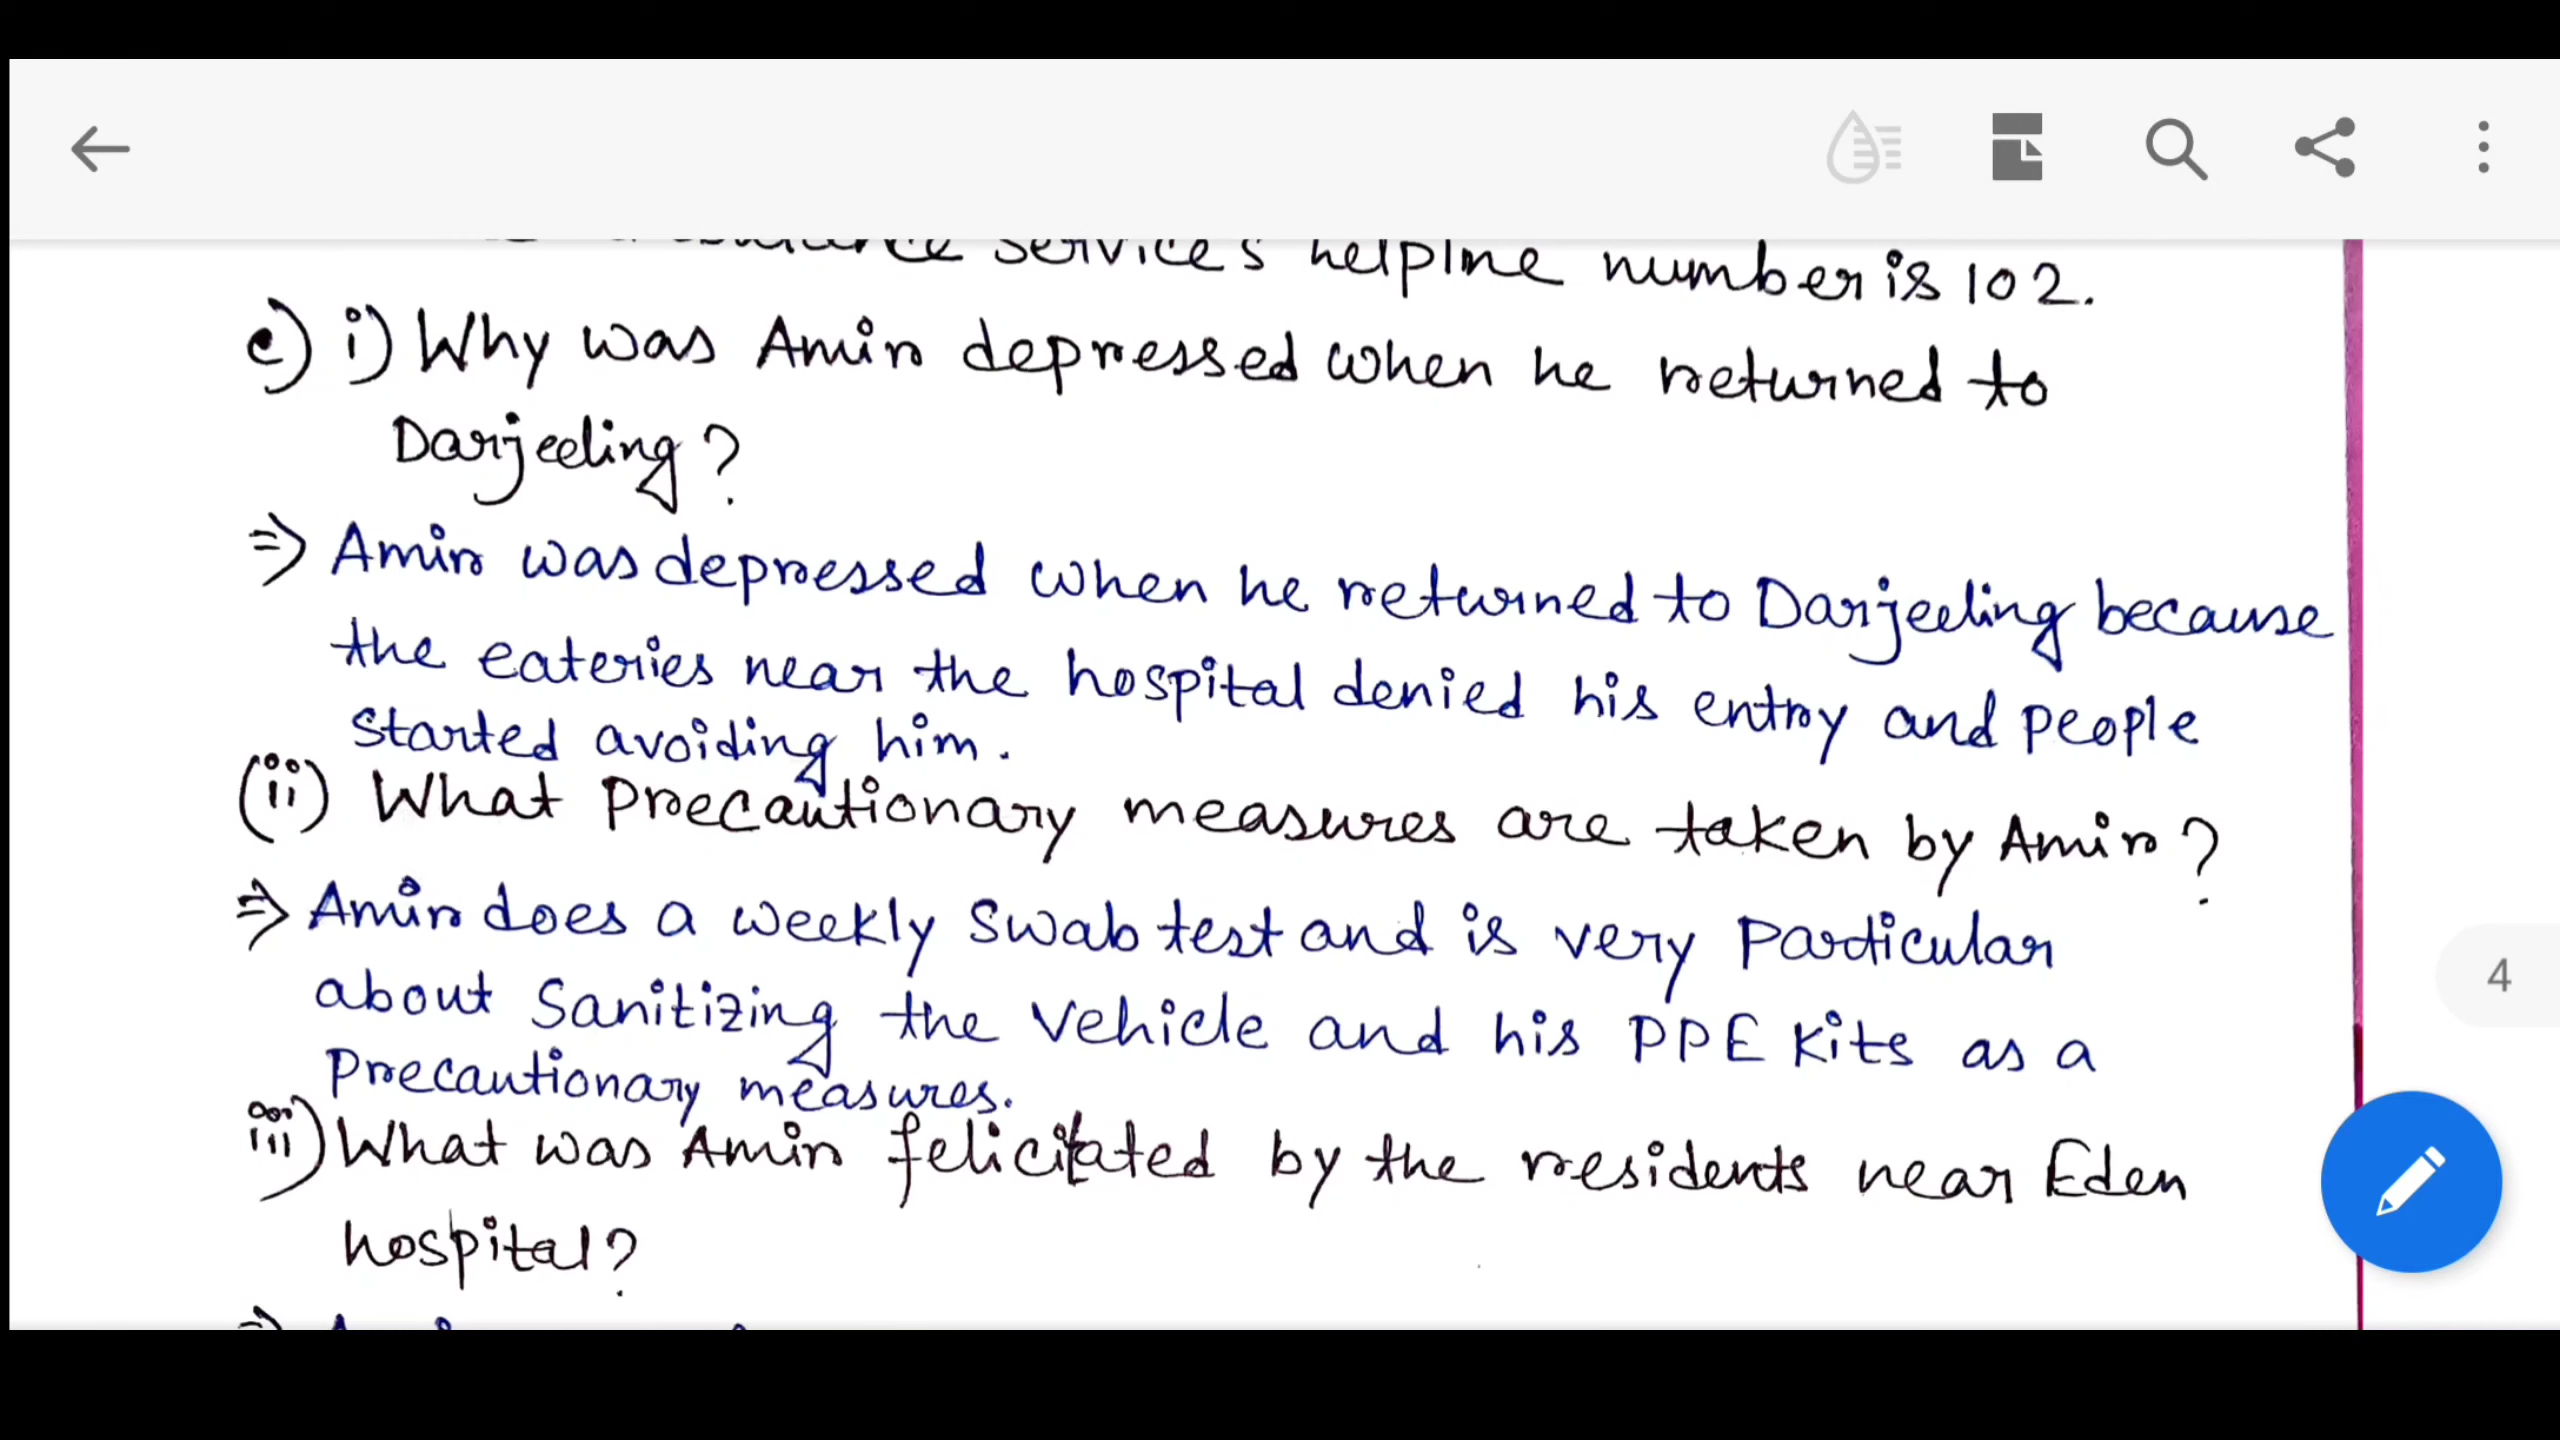 service's helpline number is 102.
e) i) Why was Amir depressed when he returned to
Darjeeling?
=> Amir was depressed when he returned to Darjeeling because
the eateries near the hospital denied his entry and people
started avoiding him.
(ii) What Precautionary measures are taken by Amir?
=> Amir does a weekly Swab test and is very Particular
about Sanitizing the vehicle and his PPE Kits as a
Precautionary measures.
iii) What was Amir felicitated by the residents near Eden
hospital?
4